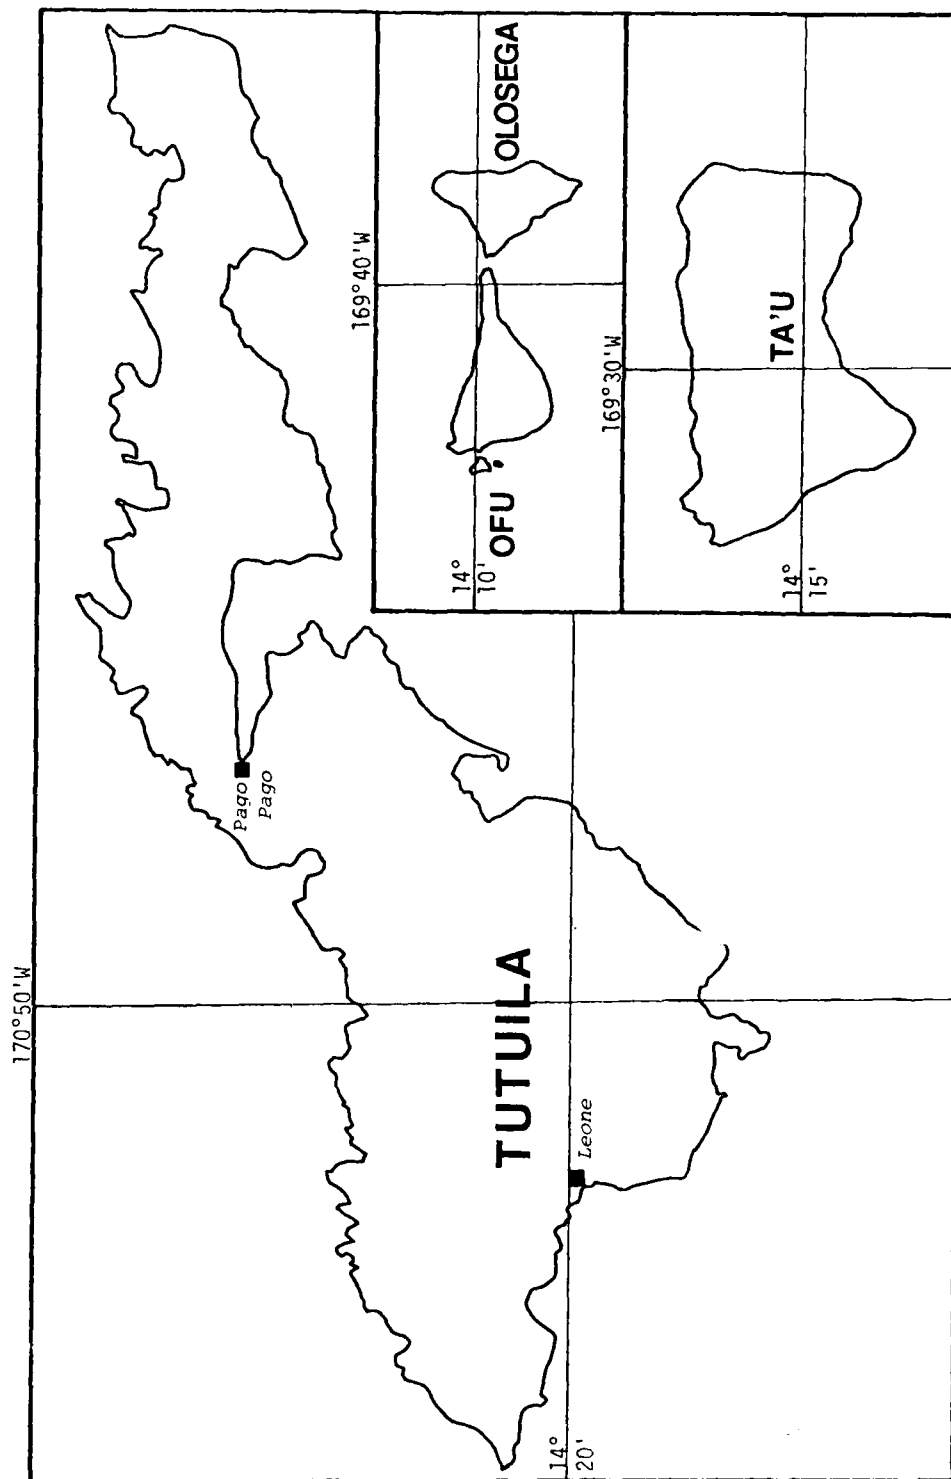 170°50'W
Pago
Pago
TUTUILA
Leone
14°
20'
169°40'W
OLOSEGA
OFU
14°
10'
169°30'W
TA'U
14°
15'